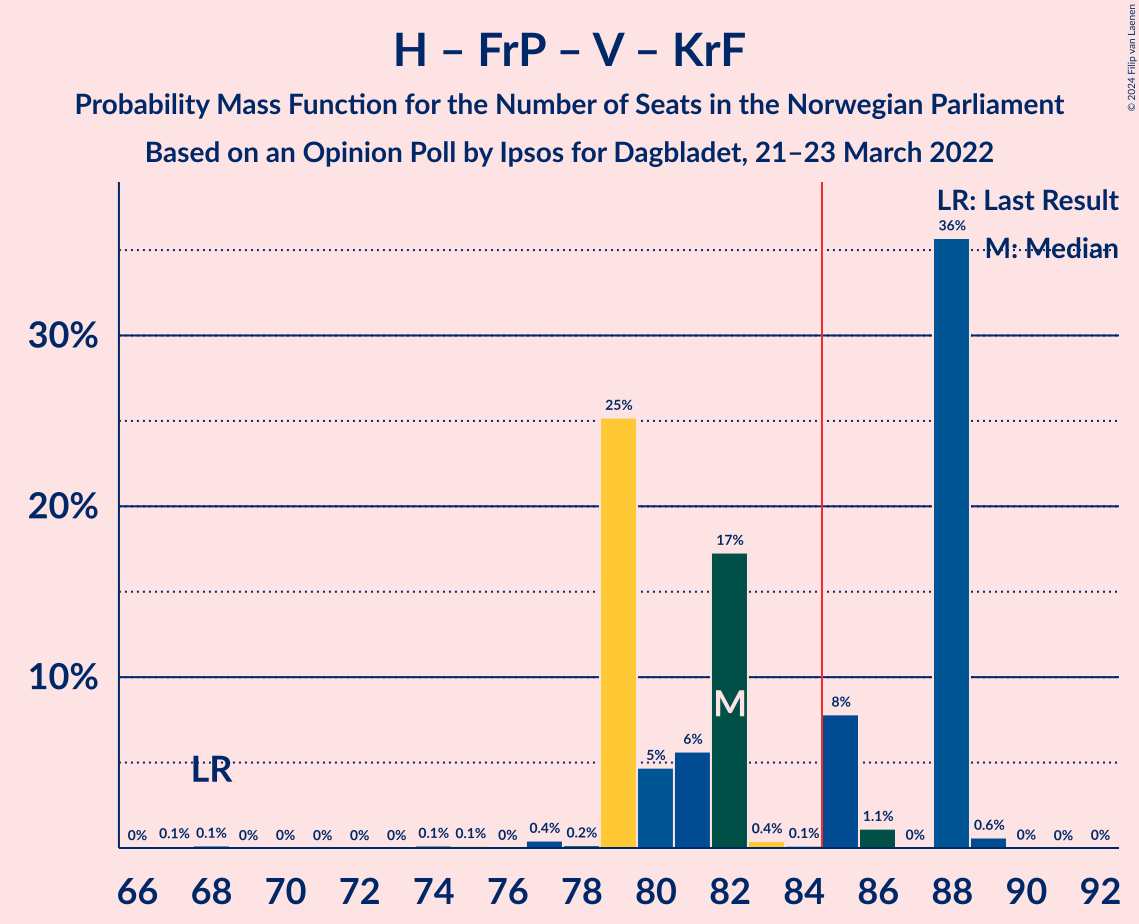 H – FrP – V – KrF
Probability Mass Function for the Number of Seats in the Norwegian Parliament
Based on an Opinion Poll by Ipsos for Dagbladet, 21–23 March 2022
© 2024 Filip van Laenen
LR: Last Result
M: Median
36%
30%
25%
20%
17%
10%
M
8%
6%
5%
LR
0% 0.1% 0.1% 0% 0% 0% 0% 0% 0.1% 0.1% 0% 0.4% 0.2% 0.4% 0.1% 1.1% 0% 0.6% 0% 0% 0%
66 68 70 72 74 76 78 80 82 84 86 88 90 92